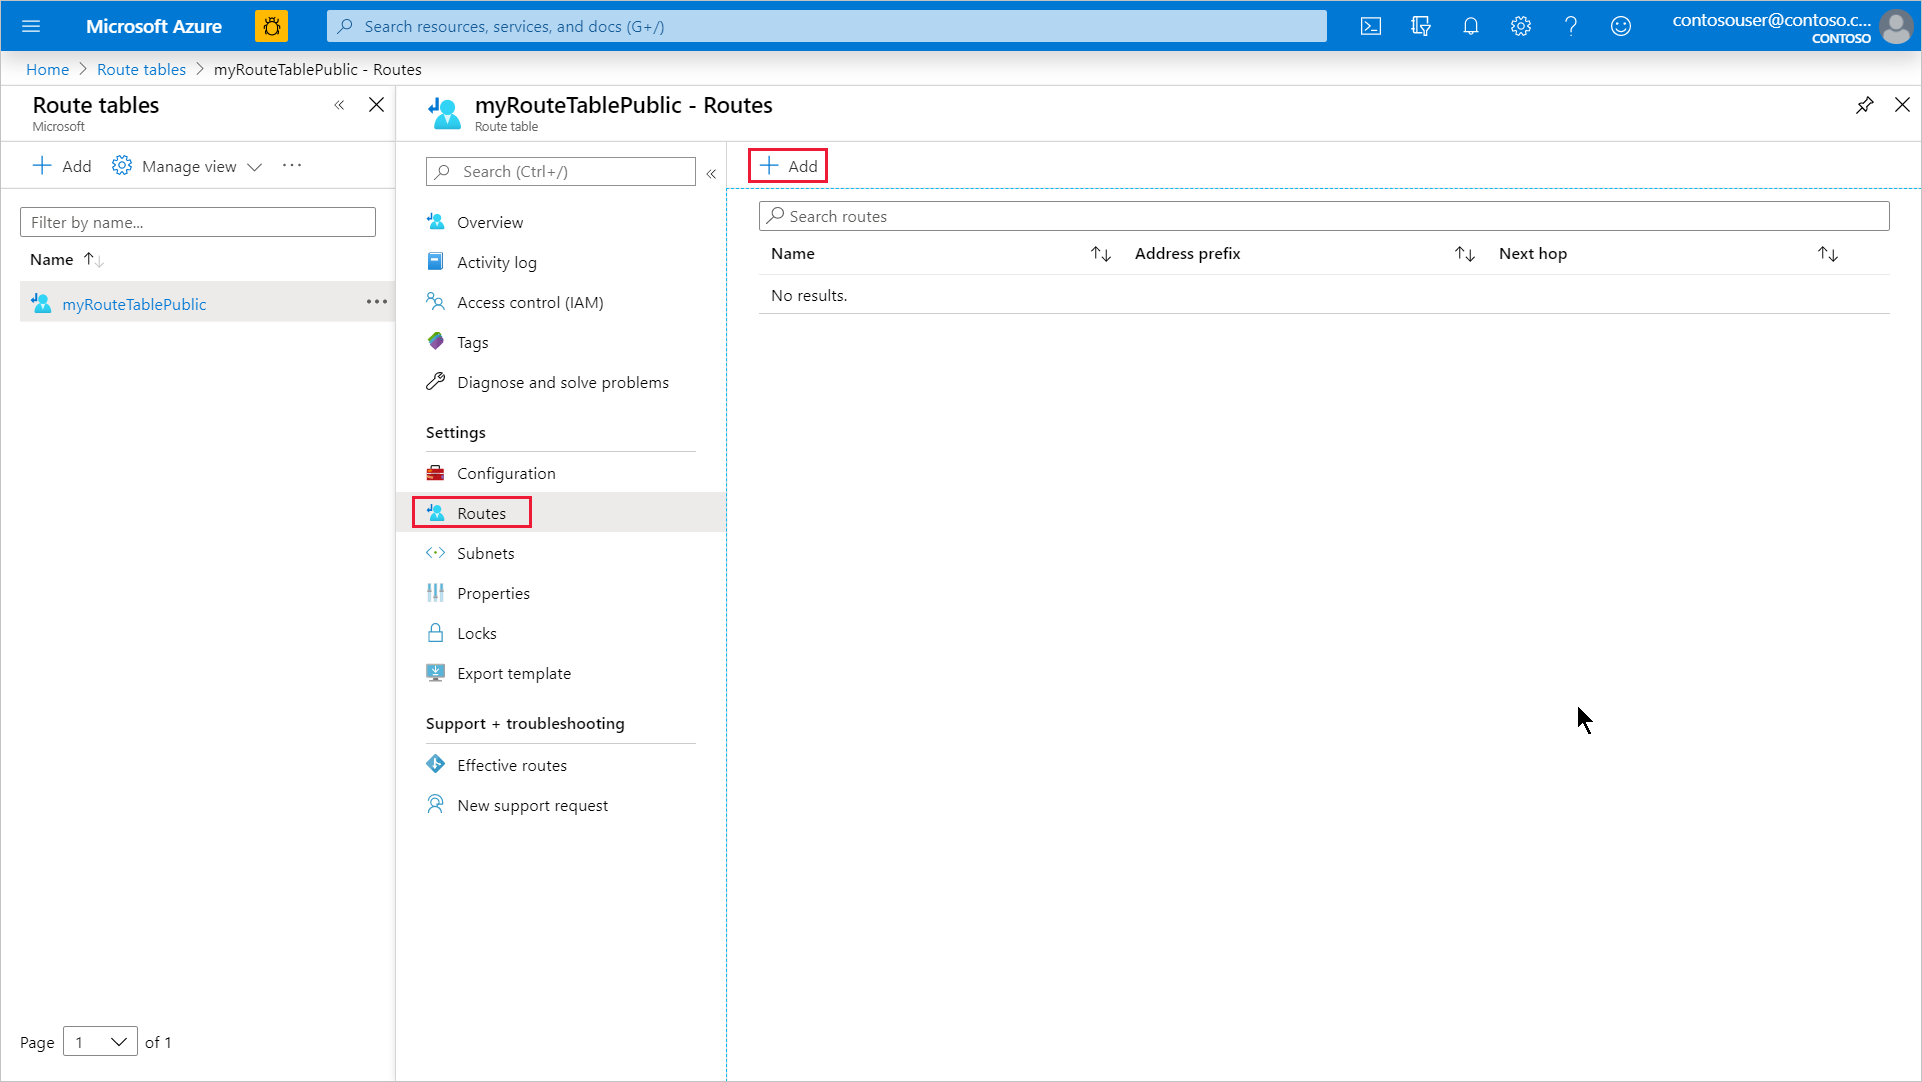 Microsoft Azure
Search resources, services, and docs (G+/)
contosouser@contoso.c...
CONTOSO
Home > Route tables > myRouteTablePublic - Routes
Route tables
Microsoft
Add
Manage view
Filter by name...
Name
myRouteTablePublic
Page 1 of 1
myRouteTablePublic - Routes
Route table
Search (Ctrl+/)
Overview
Activity log
Access control (IAM)
Tags
Diagnose and solve problems
Settings
Configuration
Routes
Subnets
Properties
Locks
Export template
Support + troubleshooting
Effective routes
New support request
Add
Search routes
Name Address prefix Next hop
No results.